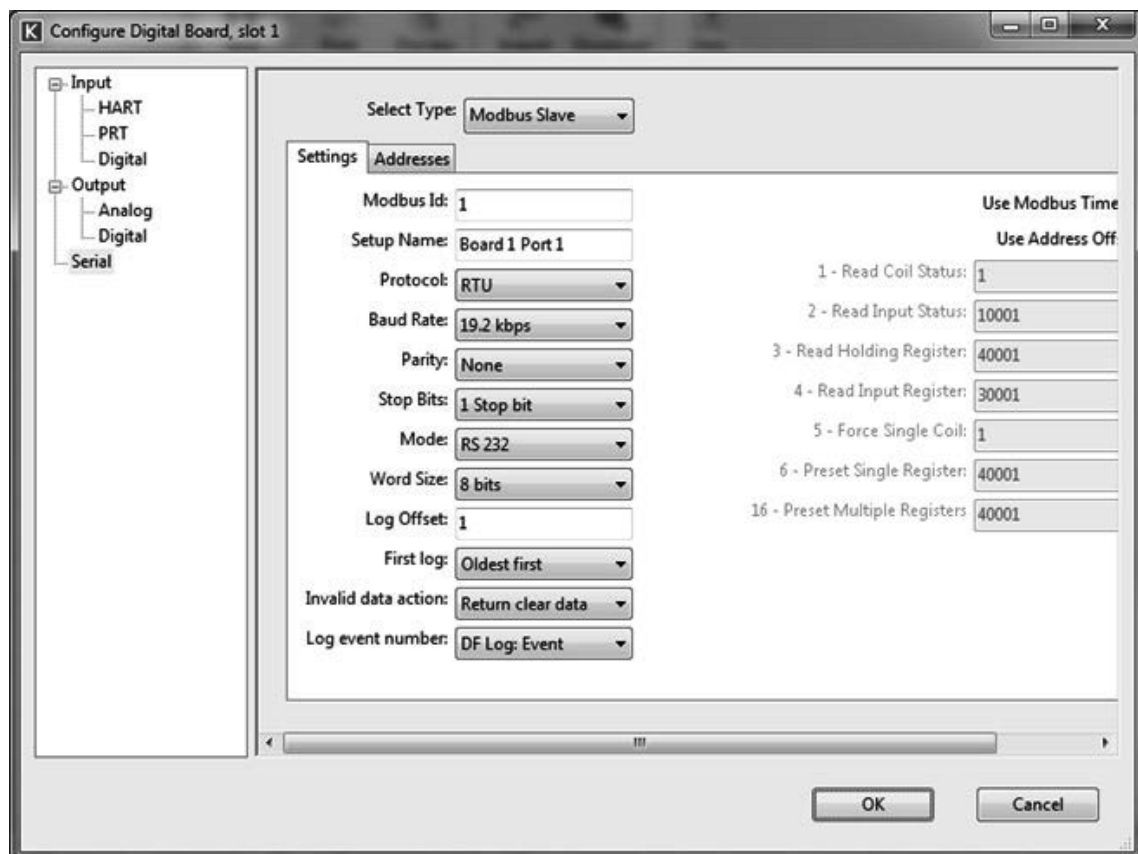 K Configure Digital Board, slot 1
Input
HART
PRT
Digital
Output
Analog
Digital
Serial
Select Type: Modbus Slave
Settings Addresses
Modbus Id: 1
Setup Name: Board 1 Port 1
Protocol: RTU
Baud Rate: 19.2 kbps
Parity: None
Stop Bits: 1 Stop bit
Mode: RS 232
Word Size: 8 bits
Log Offset: 1
First log: Oldest first
Invalid data action: Return clear data
Log event number: DF Log: Event
Use Modbus Time
Use Address Off
1 - Read Coil Status: 1
2 - Read Input Status: 10001
3 - Read Holding Register: 40001
4 - Read Input Register: 30001
5 - Force Single Coil: 1
6 - Preset Single Register: 40001
16 - Preset Multiple Registers 40001
OK Cancel